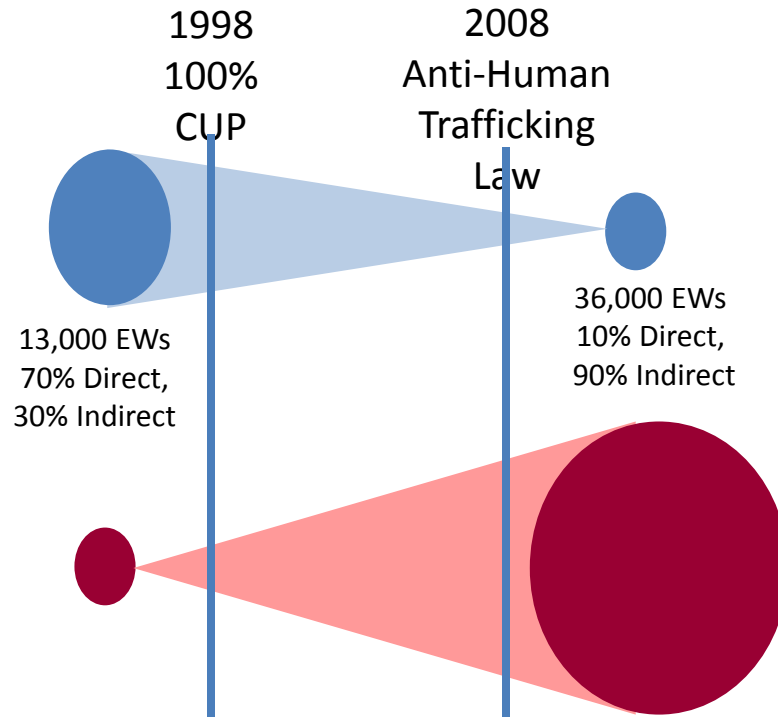 1998
100%
CUP
2008
Anti-Human
Trafficking
Law
13,000 EWs
70% Direct,
30% Indirect
36,000 EWs
10% Direct,
90% Indirect